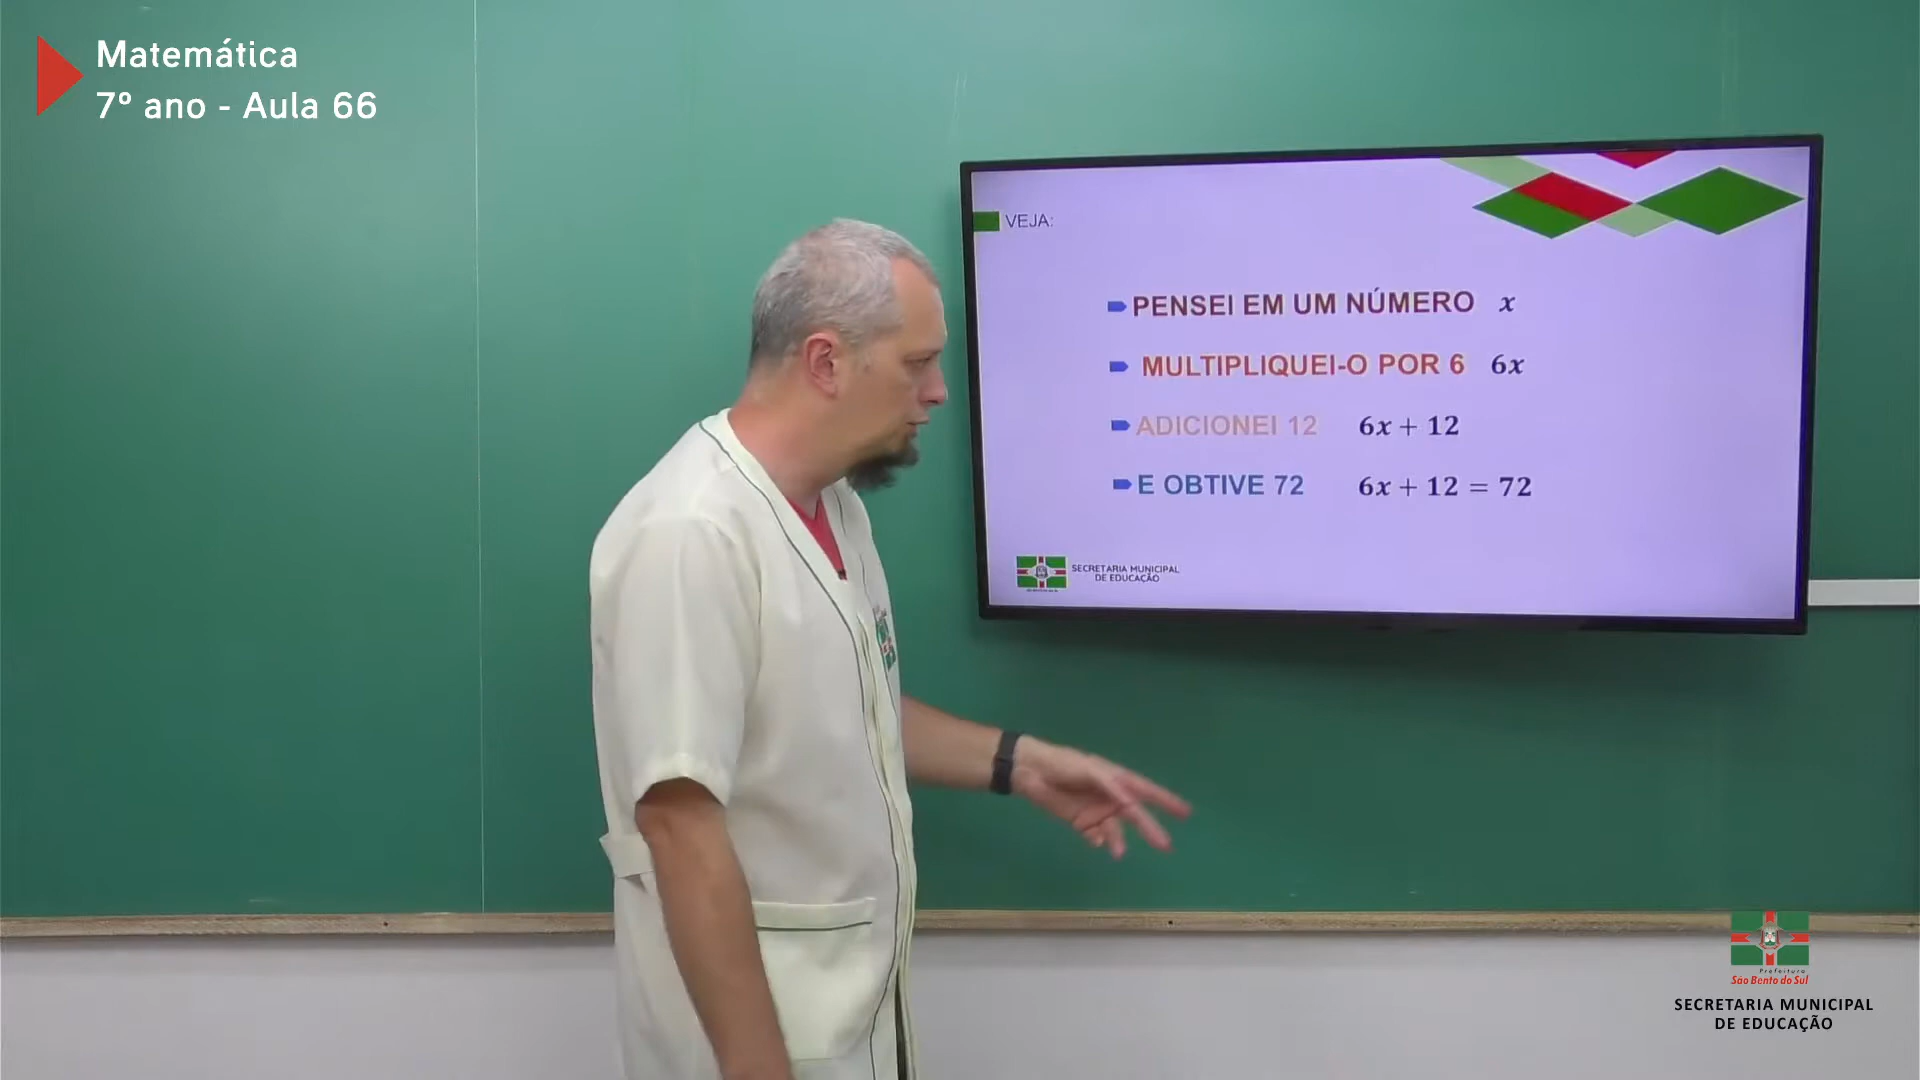 Matemática
7º ano - Aula 66
VEJA:
PENSEI EM UM NÚMERO x
MULTIPLIQUEI-O POR 6 6x
ADICIONEI 12 6x + 12
E OBTIVE 72 6x + 12 = 72
SECRETARIA MUNICIPAL
DE EDUCAÇÃO
Prefeitura
São Bento do Sul
SECRETARIA MUNICIPAL
DE EDUCAÇÃO